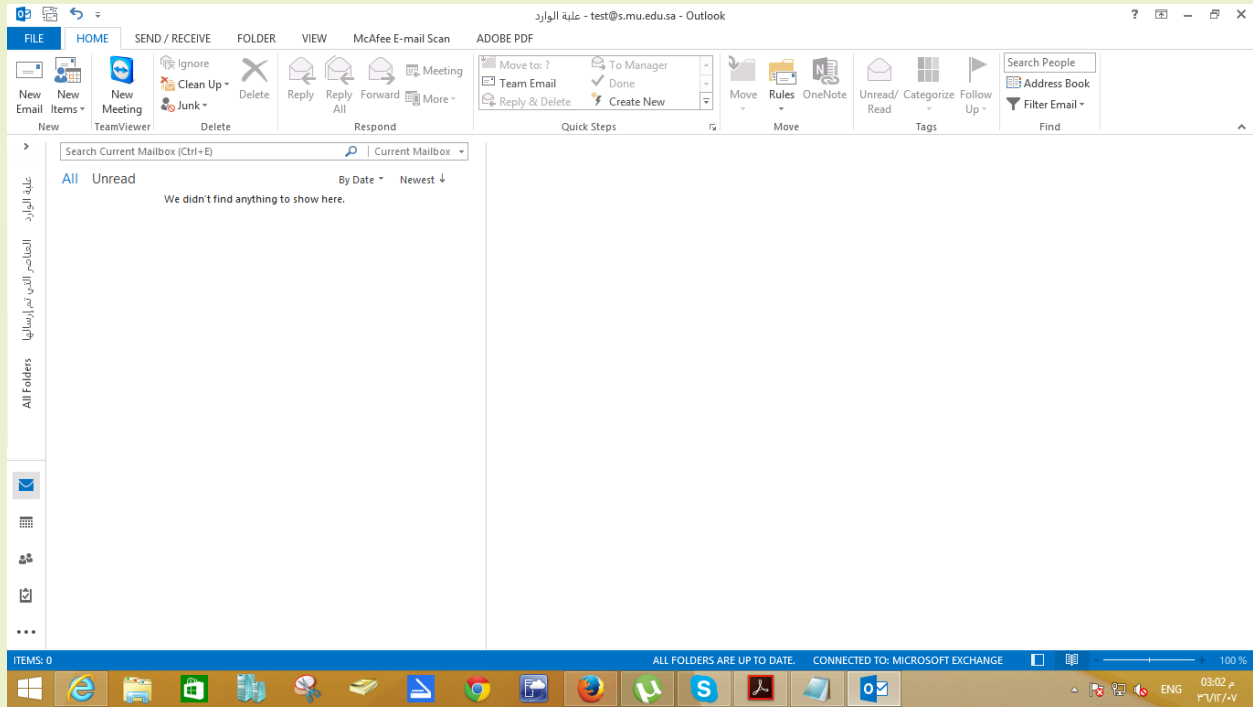 علبة الوارد - test@s.mu.edu.sa - Outlook
FILE HOME SEND / RECEIVE FOLDER VIEW McAfee E-mail Scan ADOBE PDF
New Email
New Items
New Meeting
TeamViewer
New
Ignore
Clean Up
Junk
Delete
Delete
Reply
Reply All
Forward
Meeting
More
Respond
Move to: ?
Team Email
Reply & Delete
To Manager
Done
Create New
Quick Steps
Move
Rules
OneNote
Move
Unread/ Read
Categorize
Follow Up
Tags
Search People
Address Book
Filter Email
Find
Search Current Mailbox (Ctrl+E) Current Mailbox
All Unread By Date Newest
We didn't find anything to show here.
علبة الوارد
العناصر التي تم إرسالها
All Folders
ITEMS: 0 ALL FOLDERS ARE UP TO DATE. CONNECTED TO: MICROSOFT EXCHANGE 100 %
ENG
03:02 م
٣٦/١٢/٠٧